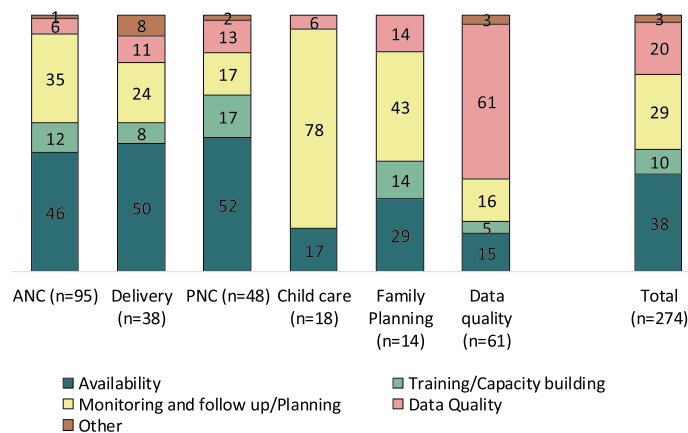 1 8 2 6 3 3
6 11 13 14 20
35 24 17 78 43 61 29
12 8 17 14 16 10
5
46 50 52 17 29 15 38
ANC (n=95) Delivery PNC (n=48) Child care Family Data Total
(n=38) (n=18) Planning quality (n=274)
(n=14) (n=61)
Availability Training/Capacity building
Monitoring and follow up/Planning Data Quality
Other